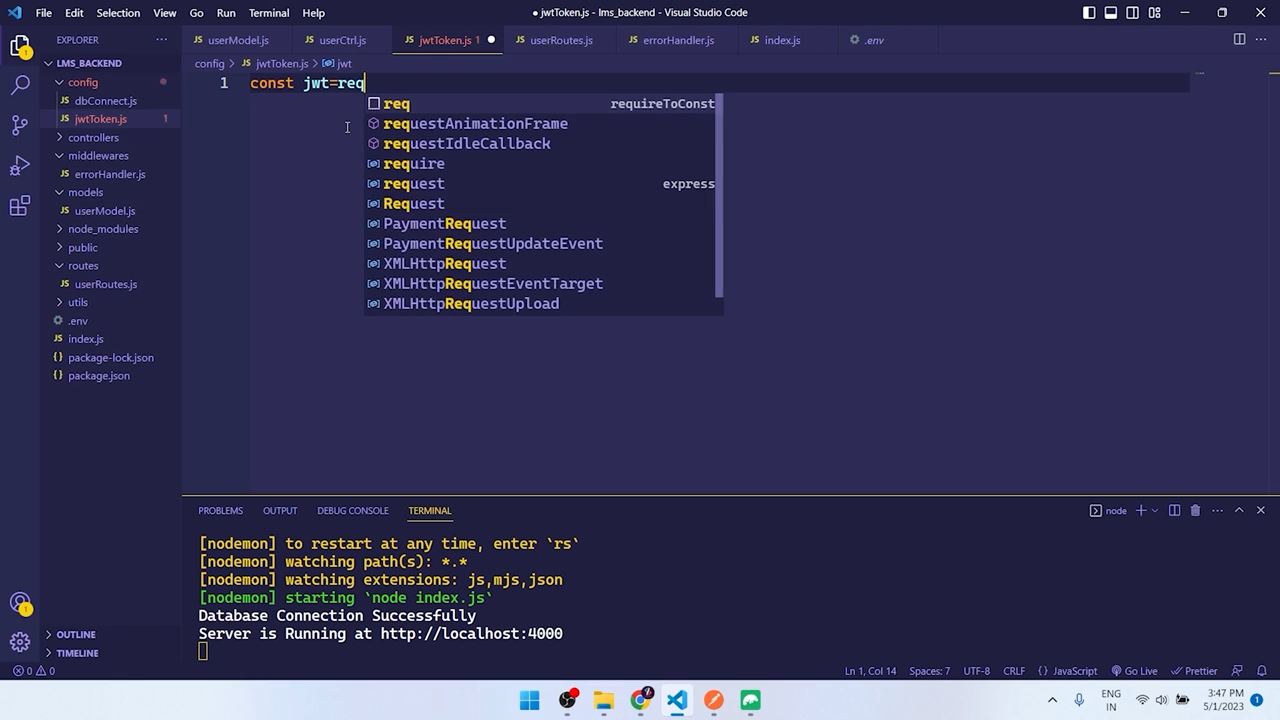 File Edit Selection View Go Run Terminal Help
● jwtToken.js - lms_backend - Visual Studio Code
EXPLORER
userModel.js
userCtrl.js
jwtToken.js 1
userRoutes.js
errorHandler.js
index.js
.env
LMS_BACKEND
config
dbConnect.js
jwtToken.js 1
controllers
middlewares
errorHandler.js
models
userModel.js
node_modules
public
routes
userRoutes.js
utils
.env
index.js
package-lock.json
package.json
OUTLINE
TIMELINE
config > jwtToken.js > jwt
1 const jwt=req
req requireToConst
requestAnimationFrame
requestIdleCallback
require
request express
Request
PaymentRequest
PaymentRequestUpdateEvent
XMLHttpRequest
XMLHttpRequestEventTarget
XMLHttpRequestUpload
PROBLEMS OUTPUT DEBUG CONSOLE TERMINAL
node
[nodemon] to restart at any time, enter `rs`
[nodemon] watching path(s): *.*
[nodemon] watching extensions: js,mjs,json
[nodemon] starting `node index.js`
Database Connection Successfully
Server is Running at http://localhost:4000
0 0
Ln 1, Col 14 Spaces: 7 UTF-8 CRLF {} JavaScript Go Live Prettier
ENG
IN
3:47 PM
5/1/2023
1